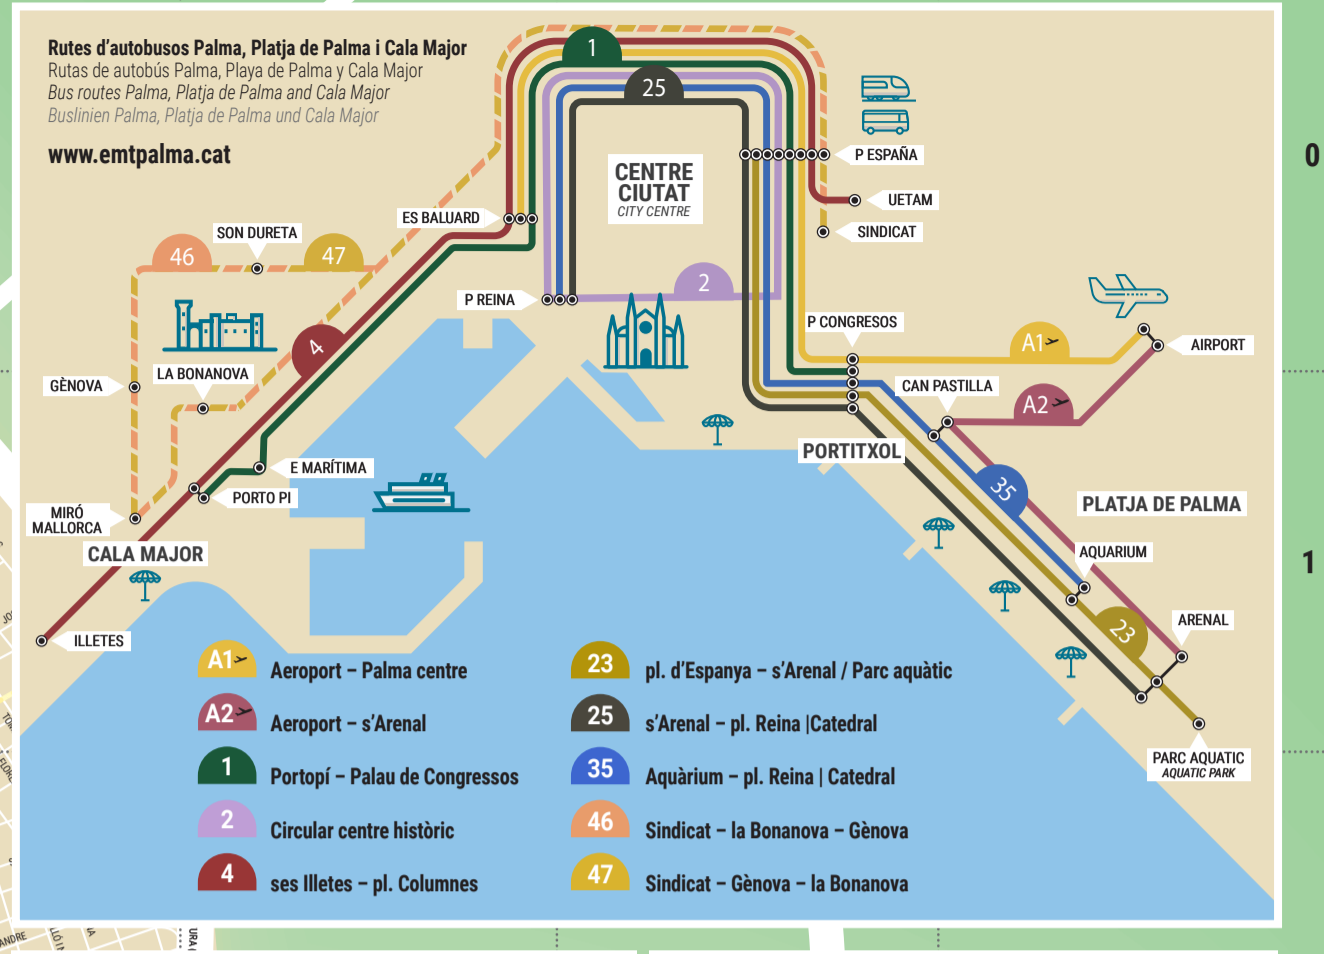 Rutes d'autobusos Palma, Platja de Palma i Cala Major
Rutas de autobús Palma, Playa de Palma y Cala Major
Bus routes Palma, Platja de Palma and Cala Major
Buslinien Palma, Platja de Palma und Cala Major
www.emtpalma.cat
1
25
0
P ESPAÑA
CENTRE
CIUTAT
CITY CENTRE
UETAM
ES BALUARD
SINDICAT
SON DURETA
46
47
2
P REINA
P CONGRESOS
A1
AIRPORT
4
LA BONANOVA
GÈNOVA
CAN PASTILLA
A2
PORTITXOL
E MARÍTIMA
35
PORTO PI
PLATJA DE PALMA
MIRÓ
MALLORCA
CALA MAJOR
AQUARIUM
1
ILLETES
ARENAL
23
PARC AQUATIC
AQUATIC PARK
A1 Aeroport – Palma centre
A2 Aeroport – s'Arenal
1 Portopí – Palau de Congressos
2 Circular centre històric
4 ses Illetes – pl. Columnes
23 pl. d'Espanya – s'Arenal / Parc aquàtic
25 s'Arenal – pl. Reina |Catedral
35 Aquàrium – pl. Reina | Catedral
46 Sindicat – la Bonanova – Gènova
47 Sindicat – Gènova – la Bonanova
ANDRE
URA (